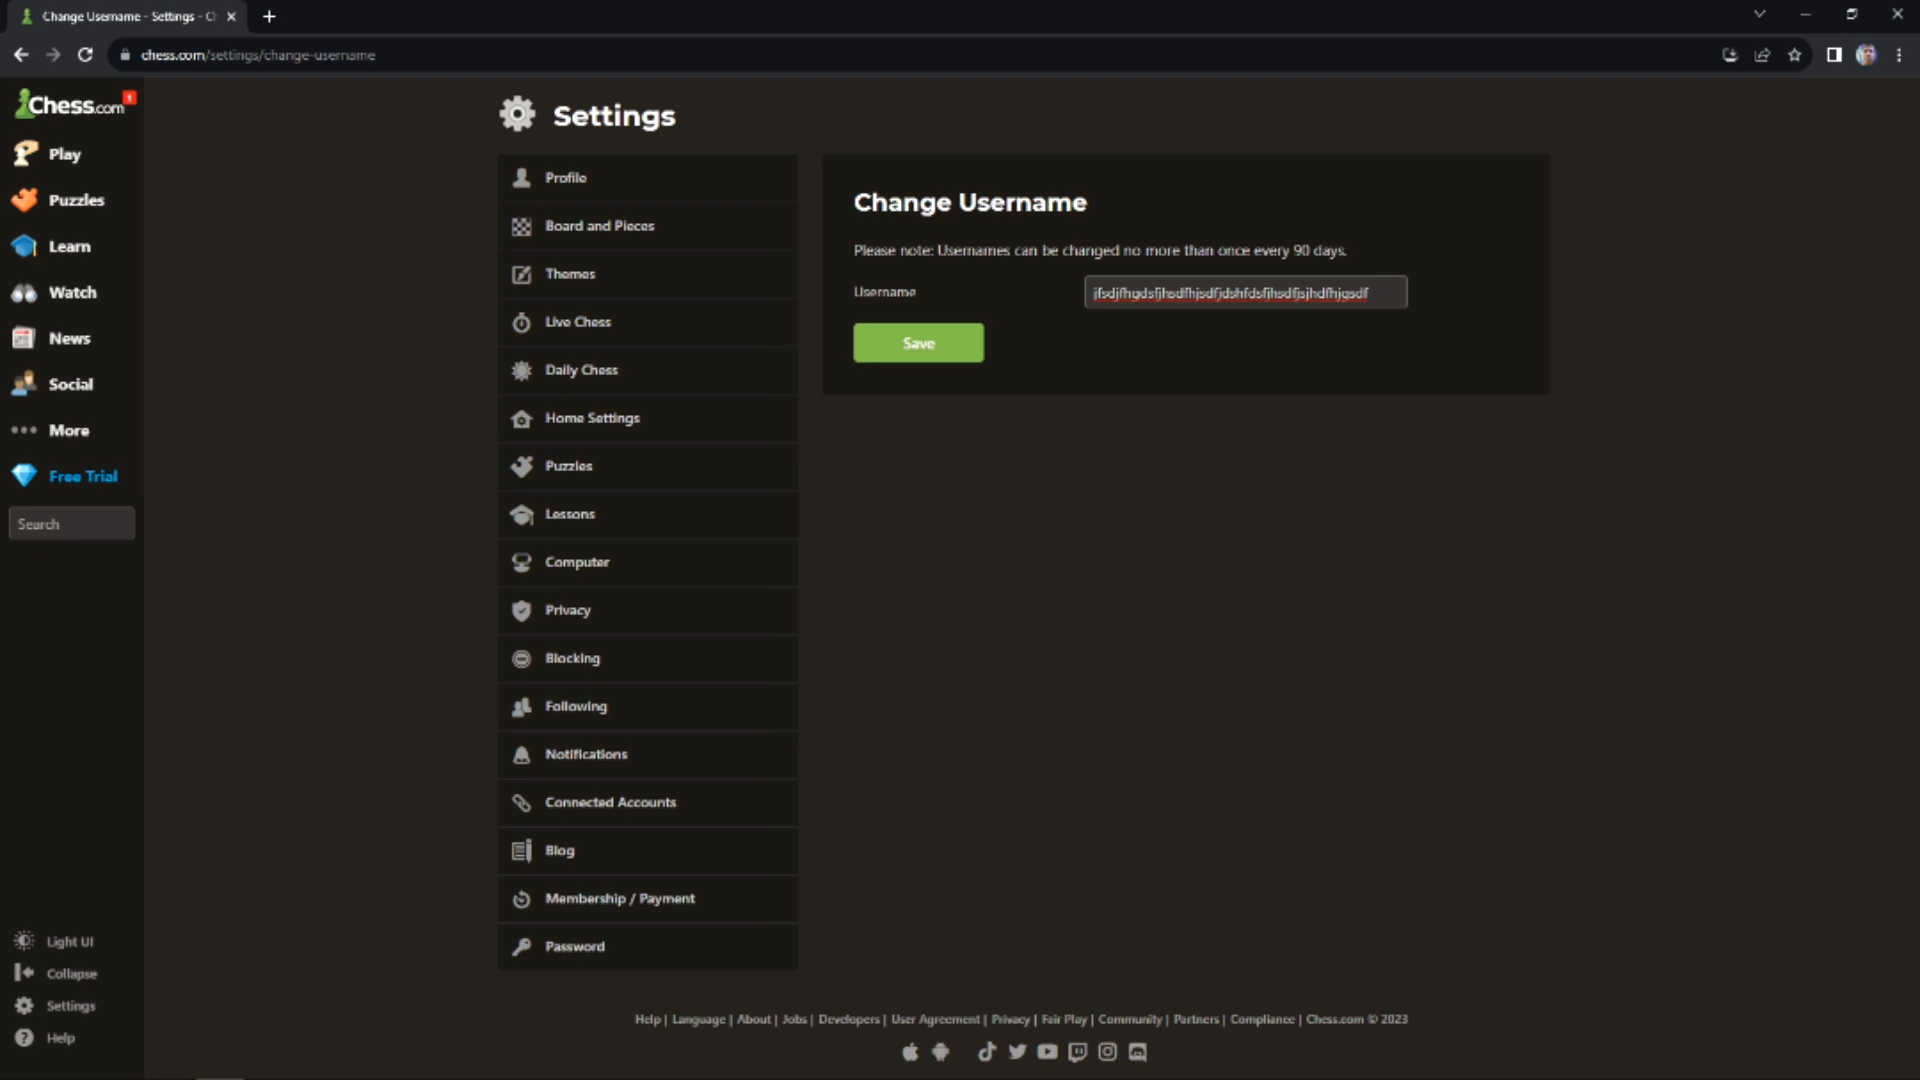 Change Username - Settings - Ch
chess.com/settings/change-username
Chess.com
1
Play
Puzzles
Learn
Watch
News
Social
More
Free Trial
Search
Light UI
Collapse
Settings
Help
Settings
Profile
Board and Pieces
Themes
Live Chess
Daily Chess
Home Settings
Puzzles
Lessons
Computer
Privacy
Blocking
Following
Notifications
Connected Accounts
Blog
Membership / Payment
Password
Change Username
Please note: Usernames can be changed no more than once every 90 days.
Username
Save
Help | Language | About | Jobs | Developers | User Agreement | Privacy | Fair Play | Community | Partners | Compliance | Chess.com © 2023